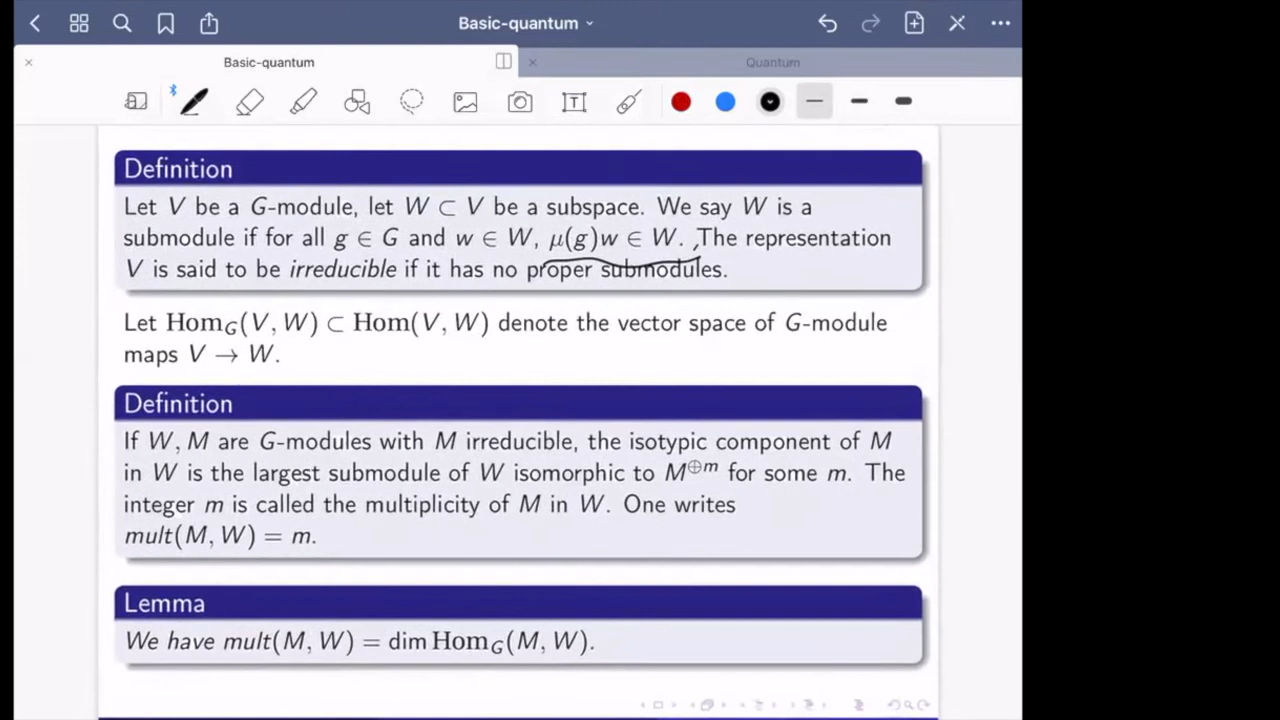 Basic-quantum
Basic-quantum
Quantum
Definition
Let V be a G-module, let W ⊂ V be a subspace. We say W is a
submodule if for all g ∈ G and w ∈ W, μ(g)w ∈ W. The representation
V is said to be irreducible if it has no proper submodules.
Let Hom_G(V, W) ⊂ Hom(V, W) denote the vector space of G-module
maps V → W.
Definition
If W, M are G-modules with M irreducible, the isotypic component of M
in W is the largest submodule of W isomorphic to M^{⊕m} for some m. The
integer m is called the multiplicity of M in W. One writes
mult(M, W) = m.
Lemma
We have mult(M, W) = dim Hom_G(M, W).